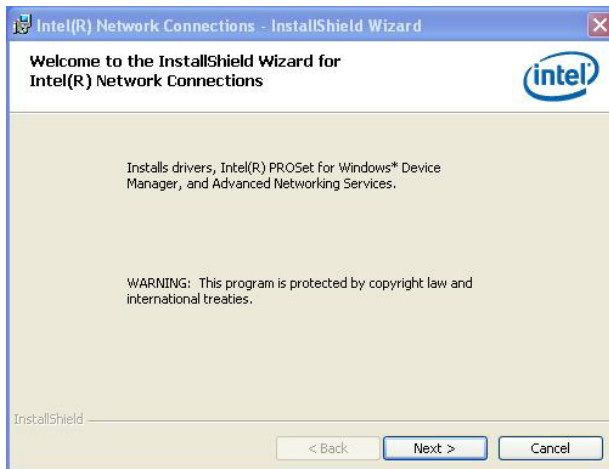 Intel(R) Network Connections - InstallShield Wizard
Welcome to the InstallShield Wizard for
Intel(R) Network Connections
intel
Installs drivers, Intel(R) PROSet for Windows* Device
Manager, and Advanced Networking Services.
WARNING: This program is protected by copyright law and
international treaties.
InstallShield
< Back
Next >
Cancel